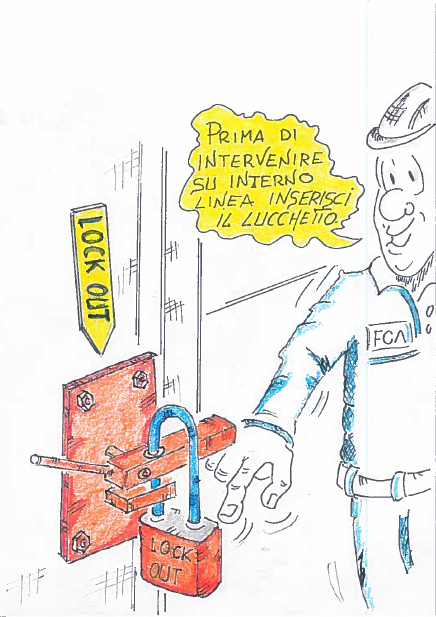 PRIMA DI
INTERVENIRE
SU INTERNO
LINEA INSERISCI
IL LUCCHETTO
LOCK OUT
FCA
LOCK
OUT